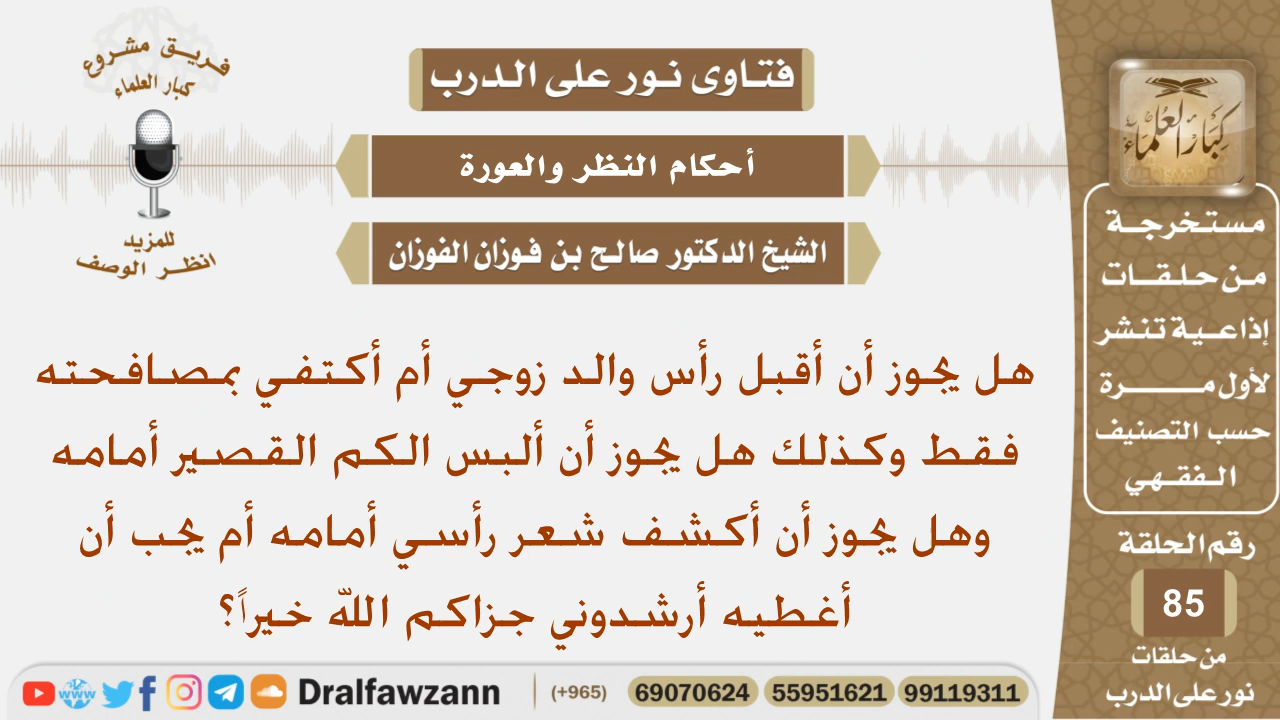 فريق مشروع
كبار العلماء
للمزيد
انظر الوصف
فتاوى نور على الدرب
أحكام النظر والعورة
الشيخ الدكتور صالح بن فوزان الفوزان
هل يجوز أن أقبل رأس والد زوجي أم أكتفي بمصافحته
فقط وكذلك هل يجوز أن ألبس الكم القصير أمامه
وهل يجوز أن أكشف شعر رأسي أمامه أم يجب أن
أغطيه أرشدوني جزاكم الله خيراً؟
كبار العلماء
مستخرجة
من حلقات
إذاعية تنشر
لأول مرة
حسب التصنيف
الفقهي
رقم الحلقة
85
من حلقات
نور على الدرب
www Dralfawzann (+965) 69070624 55951621 99119311